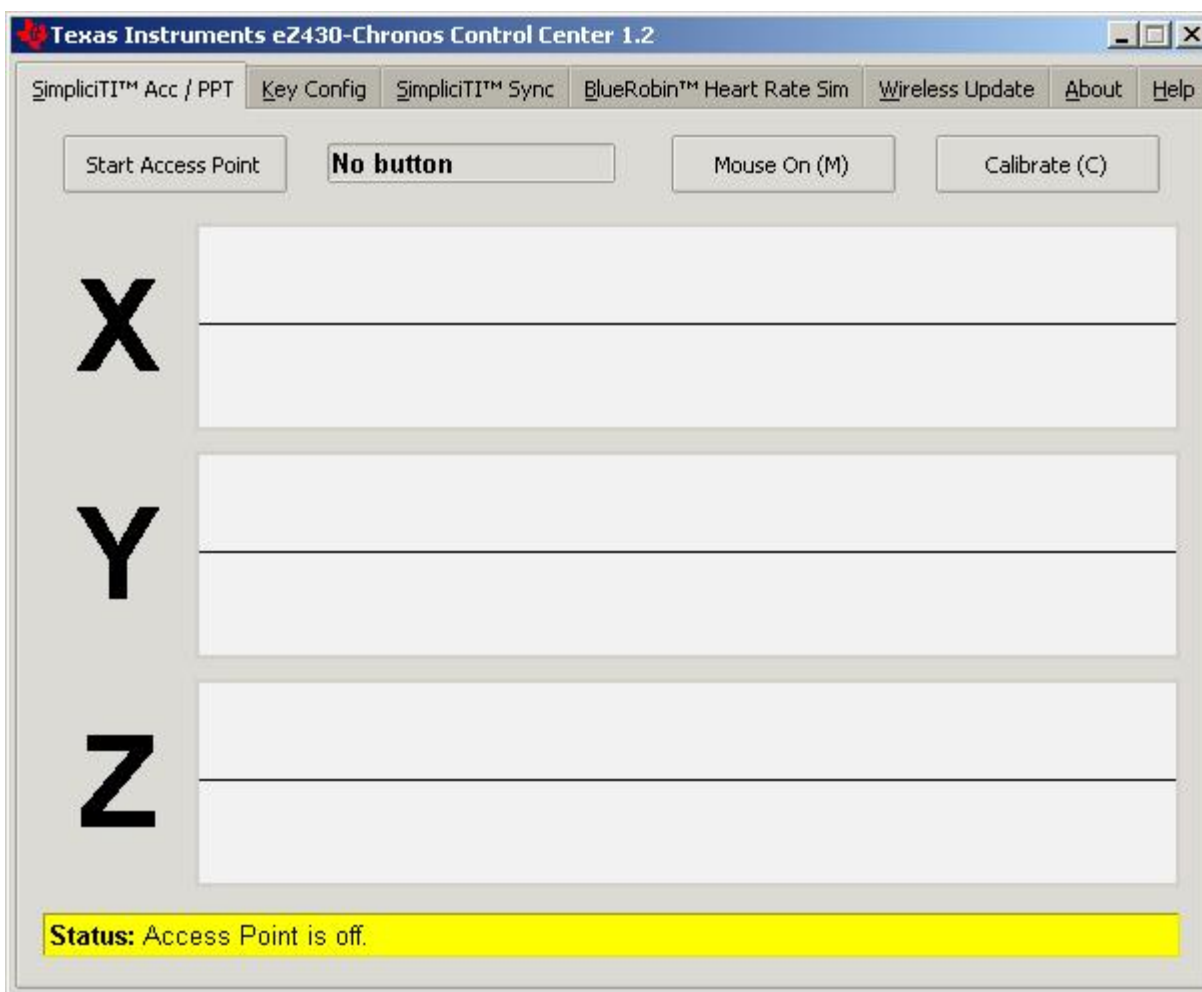 Texas Instruments eZ430-Chronos Control Center 1.2
SimpliciTI™ Acc / PPT Key Config SimpliciTI™ Sync BlueRobin™ Heart Rate Sim Wireless Update About Help
Start Access Point No button Mouse On (M) Calibrate (C)
X
Y
Z
Status: Access Point is off.